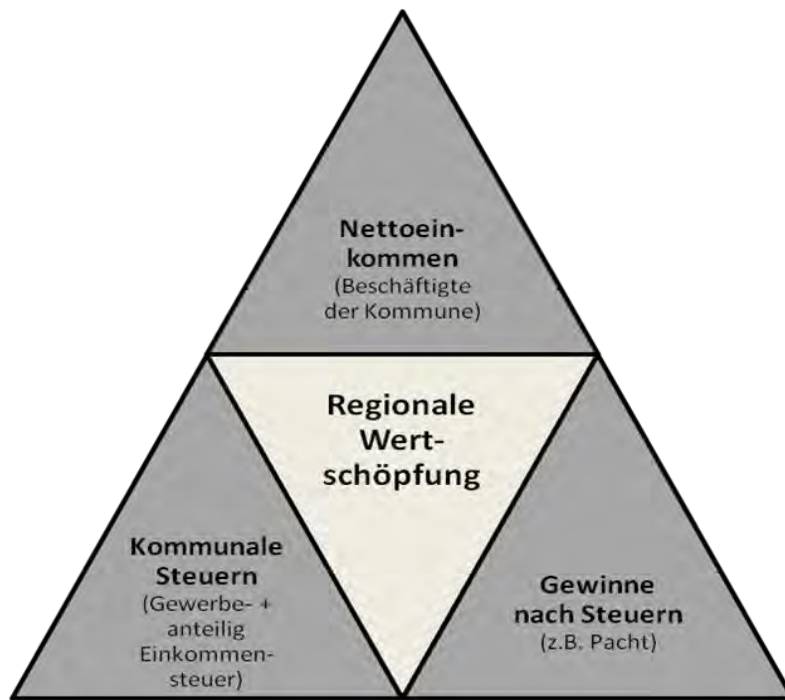 Nettoein-
kommen
(Beschäftigte
der Kommune)
Regionale
Wert-
schöpfung
Kommunale
Steuern
(Gewerbe- +
anteilig
Einkommen-
steuer)
Gewinne
nach Steuern
(z.B. Pacht)